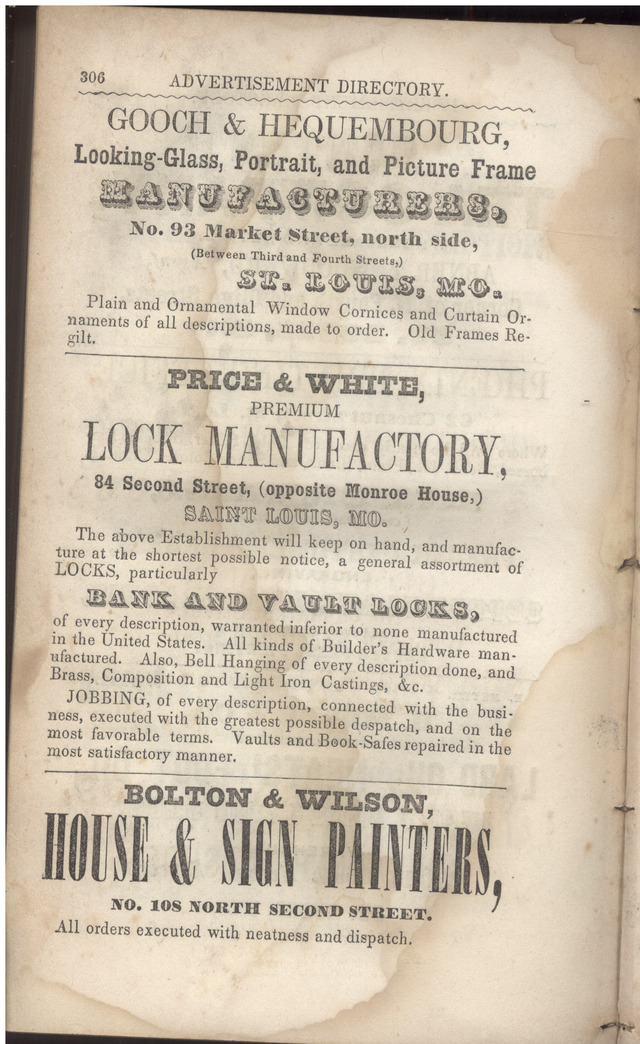 306 ADVERTISEMENT DIRECTORY.
GOOCH & HEQUEMBOURG,
Looking-Glass, Portrait, and Picture Frame
MANUFACTURERS,
No. 93 Market Street, north side,
(Between Third and Fourth Streets,)
ST. LOUIS, MO.
Plain and Ornamental Window Cornices and Curtain Or-
naments of all descriptions, made to order. Old Frames Re-
gilt.
PRICE & WHITE,
PREMIUM
LOCK MANUFACTORY,
84 Second Street, (opposite Monroe House,)
SAINT LOUIS, MO.
The above Establishment will keep on hand, and manufac-
ture at the shortest possible notice, a general assortment of
LOCKS, particularly
BANK AND VAULT LOCKS,
of every description, warranted inferior to none manufactured
in the United States. All kinds of Builder's Hardware man-
ufactured. Also, Bell Hanging of every description done, and
Brass, Composition and Light Iron Castings, &c.
JOBBING, of every description, connected with the busi-
ness, executed with the greatest possible despatch, and on the
most favorable terms. Vaults and Book-Safes repaired in the
most satisfactory manner.
BOLTON & WILSON,
HOUSE & SIGN PAINTERS,
NO. 108 NORTH SECOND STREET.
All orders executed with neatness and dispatch.